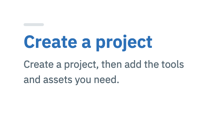 Create a project
Create a project, then add the tools
and assets you need.